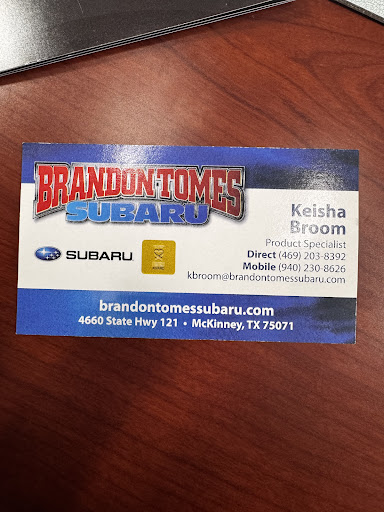 BRANDON TOMES
SUBARU
SUBARU
Keisha
Broom
Product Specialist
Direct (469) 203-8392
Mobile (940) 230-8626
kbroom@brandontomessubaru.com
brandontomessubaru.com
4660 State Hwy 121 • McKinney, TX 75071